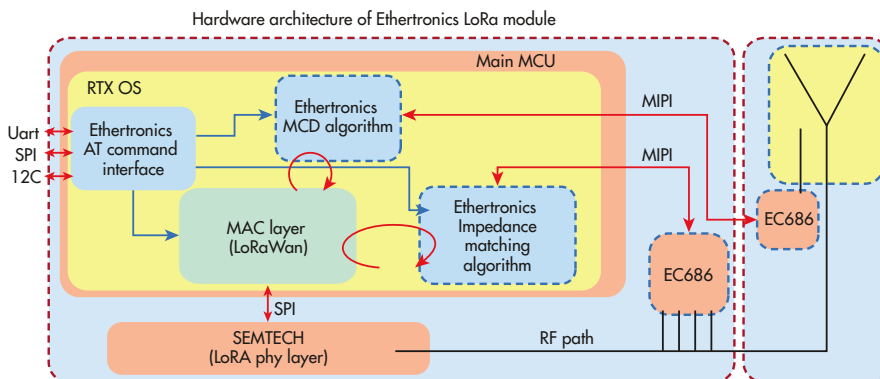 Hardware architecture of Ethertronics LoRa module
Main MCU
RTX OS
Uart
SPI
12C
Ethertronics
AT command
interface
Ethertronics
MCD algorithm
MIPI
MIPI
MAC layer
(LoRaWan)
Ethertronics
Impedance
matching
algorithm
EC686
EC686
SPI
SEMTECH
(LoRA phy layer)
RF path